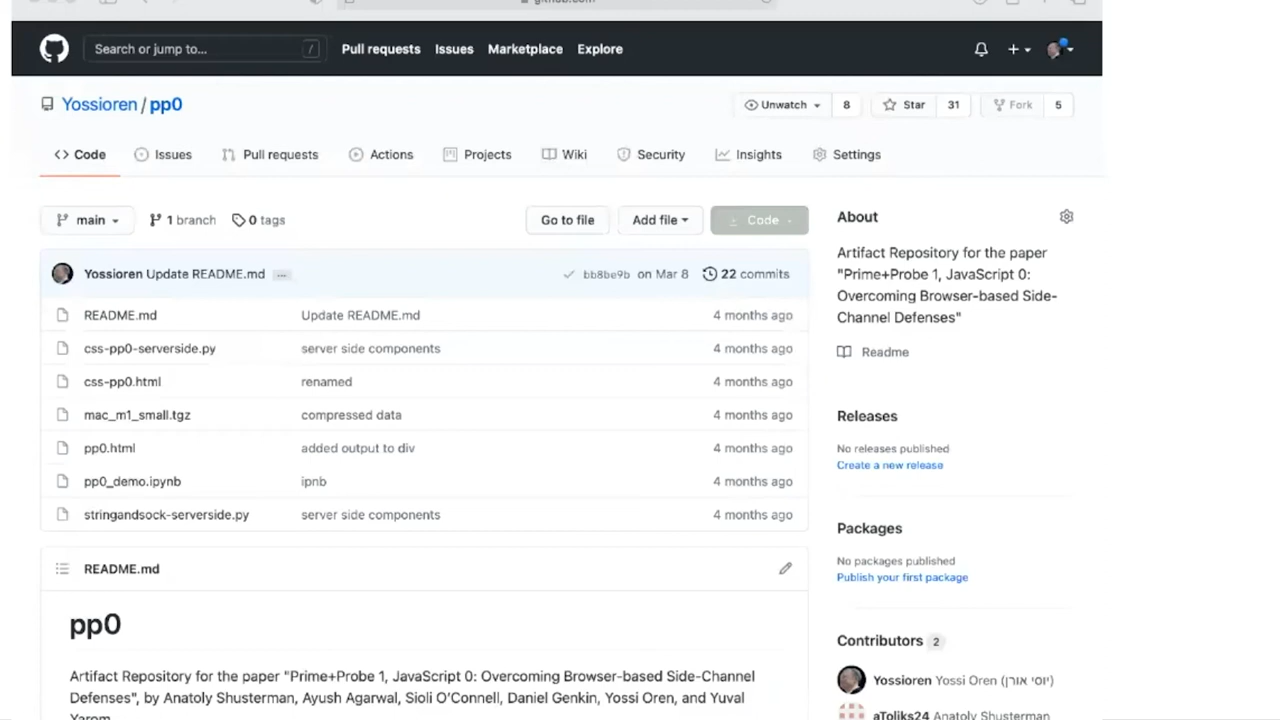 Search or jump to... / Pull requests Issues Marketplace Explore
Yossioren / pp0 Unwatch 8 Star 31 Fork 5
<> Code Issues Pull requests Actions Projects Wiki Security Insights Settings
main 1 branch 0 tags Go to file Add file Code
Yossioren Update README.md ... bb8be9b on Mar 8 22 commits
README.md Update README.md 4 months ago
css-pp0-serverside.py server side components 4 months ago
css-pp0.html renamed 4 months ago
mac_m1_small.tgz compressed data 4 months ago
pp0.html added output to div 4 months ago
pp0_demo.ipynb ipnb 4 months ago
stringandsock-serverside.py server side components 4 months ago
README.md
pp0
Artifact Repository for the paper "Prime+Probe 1, JavaScript 0: Overcoming Browser-based Side-Channel
Defenses", by Anatoly Shusterman, Ayush Agarwal, Sioli O'Connell, Daniel Genkin, Yossi Oren, and Yuval
Yarom
About
Artifact Repository for the paper
"Prime+Probe 1, JavaScript 0:
Overcoming Browser-based Side-
Channel Defenses"
Readme
Releases
No releases published
Create a new release
Packages
No packages published
Publish your first package
Contributors 2
Yossioren Yossi Oren (יוסי אורן)
aToliks24 Anatoly Shusterman